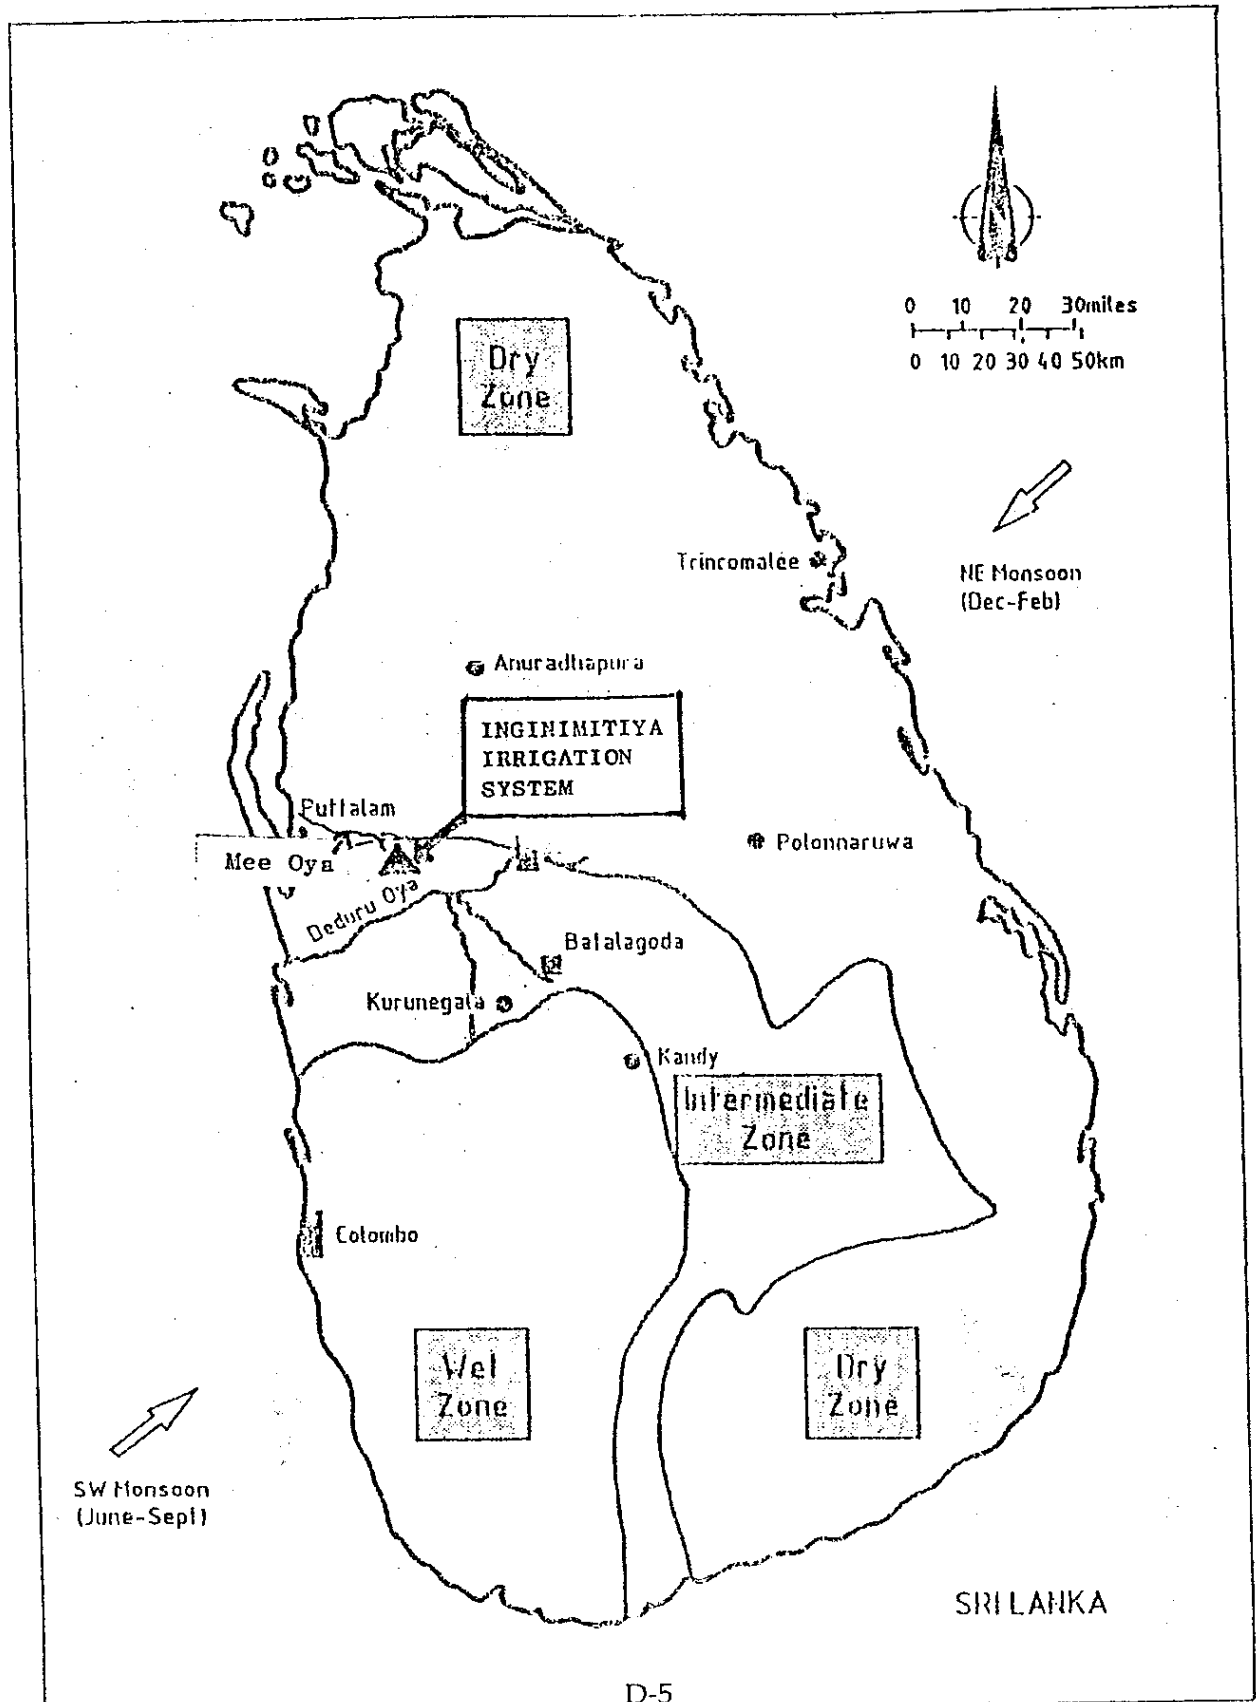 0 10 20 30miles
0 10 20 30 40 50km
Dry
Zone
Trincomalee
NE Monsoon
(Dec-Feb)
Anuradhapura
INGINIMITIYA
IRRIGATION
SYSTEM
Puttalam
Polonnaruwa
Mee Oya
Deduru Oya
Batalagoda
Kurunegala
Kandy
Intermediate
Zone
Colombo
Wet
Zone
Dry
Zone
SW Monsoon
(June-Sept)
SRI LANKA
D-5